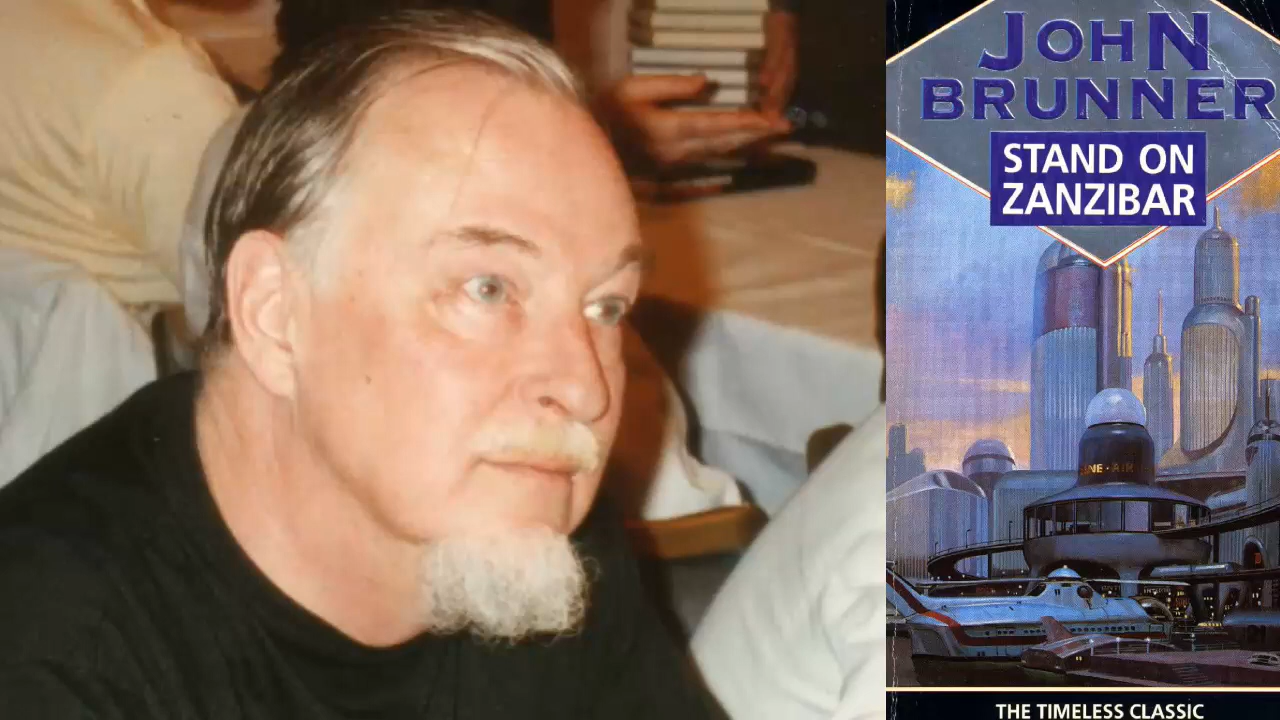 JOHN
BRUNNER
STAND ON
ZANZIBAR
THE TIMELESS CLASSIC